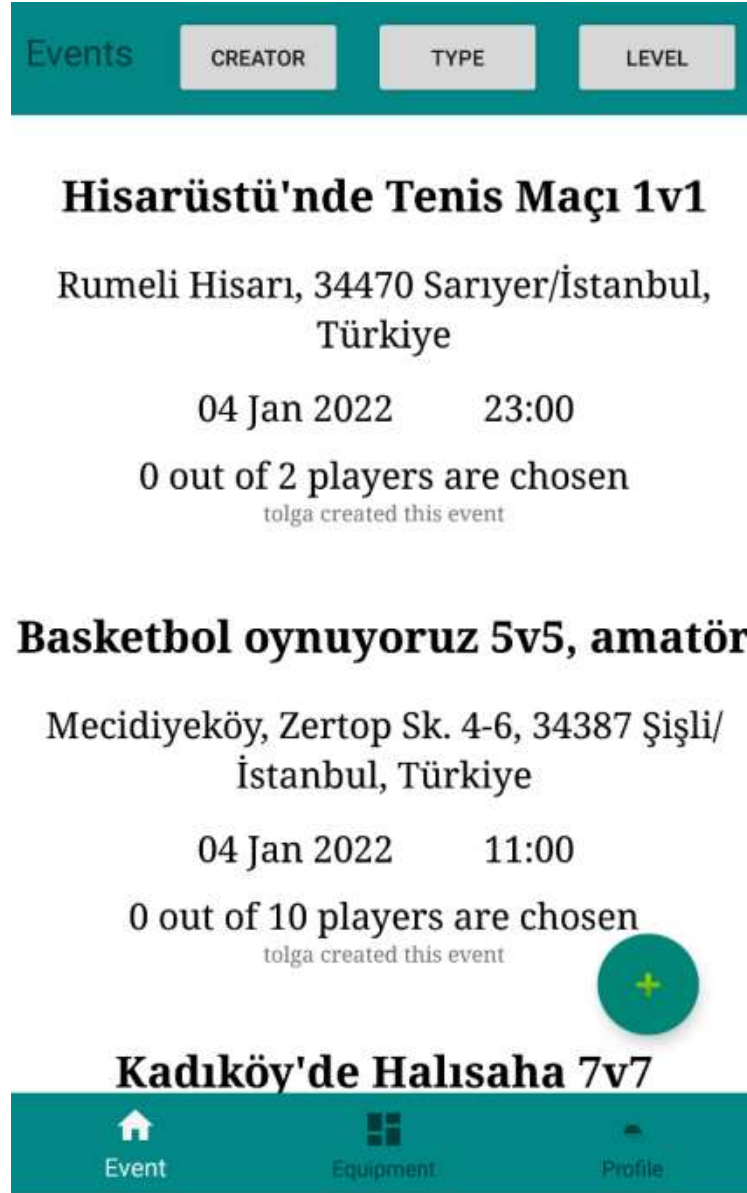 Events CREATOR TYPE LEVEL
Hisarüstü'nde Tenis Maçı 1v1
Rumeli Hisarı, 34470 Sarıyer/İstanbul,
Türkiye
04 Jan 2022 23:00
0 out of 2 players are chosen
tolga created this event
Basketbol oynuyoruz 5v5, amatör
Mecidiyeköy, Zertop Sk. 4-6, 34387 Şişli/
İstanbul, Türkiye
04 Jan 2022 11:00
0 out of 10 players are chosen
tolga created this event
+
Kadıköy'de Halısaha 7v7
Event Equipment Profile